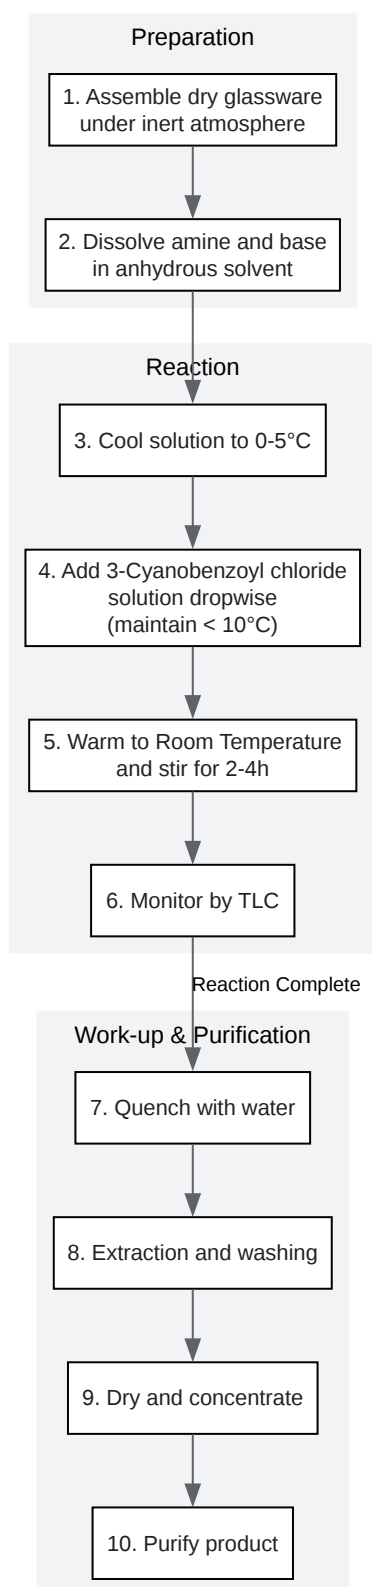 Preparation
1. Assemble dry glassware
under inert atmosphere
2. Dissolve amine and base
in anhydrous solvent
Reaction
3. Cool solution to 0-5°C
4. Add 3-Cyanobenzoyl chloride
solution dropwise
(maintain < 10°C)
5. Warm to Room Temperature
and stir for 2-4h
6. Monitor by TLC
Reaction Complete
Work-up & Purification
7. Quench with water
8. Extraction and washing
9. Dry and concentrate
10. Purify product